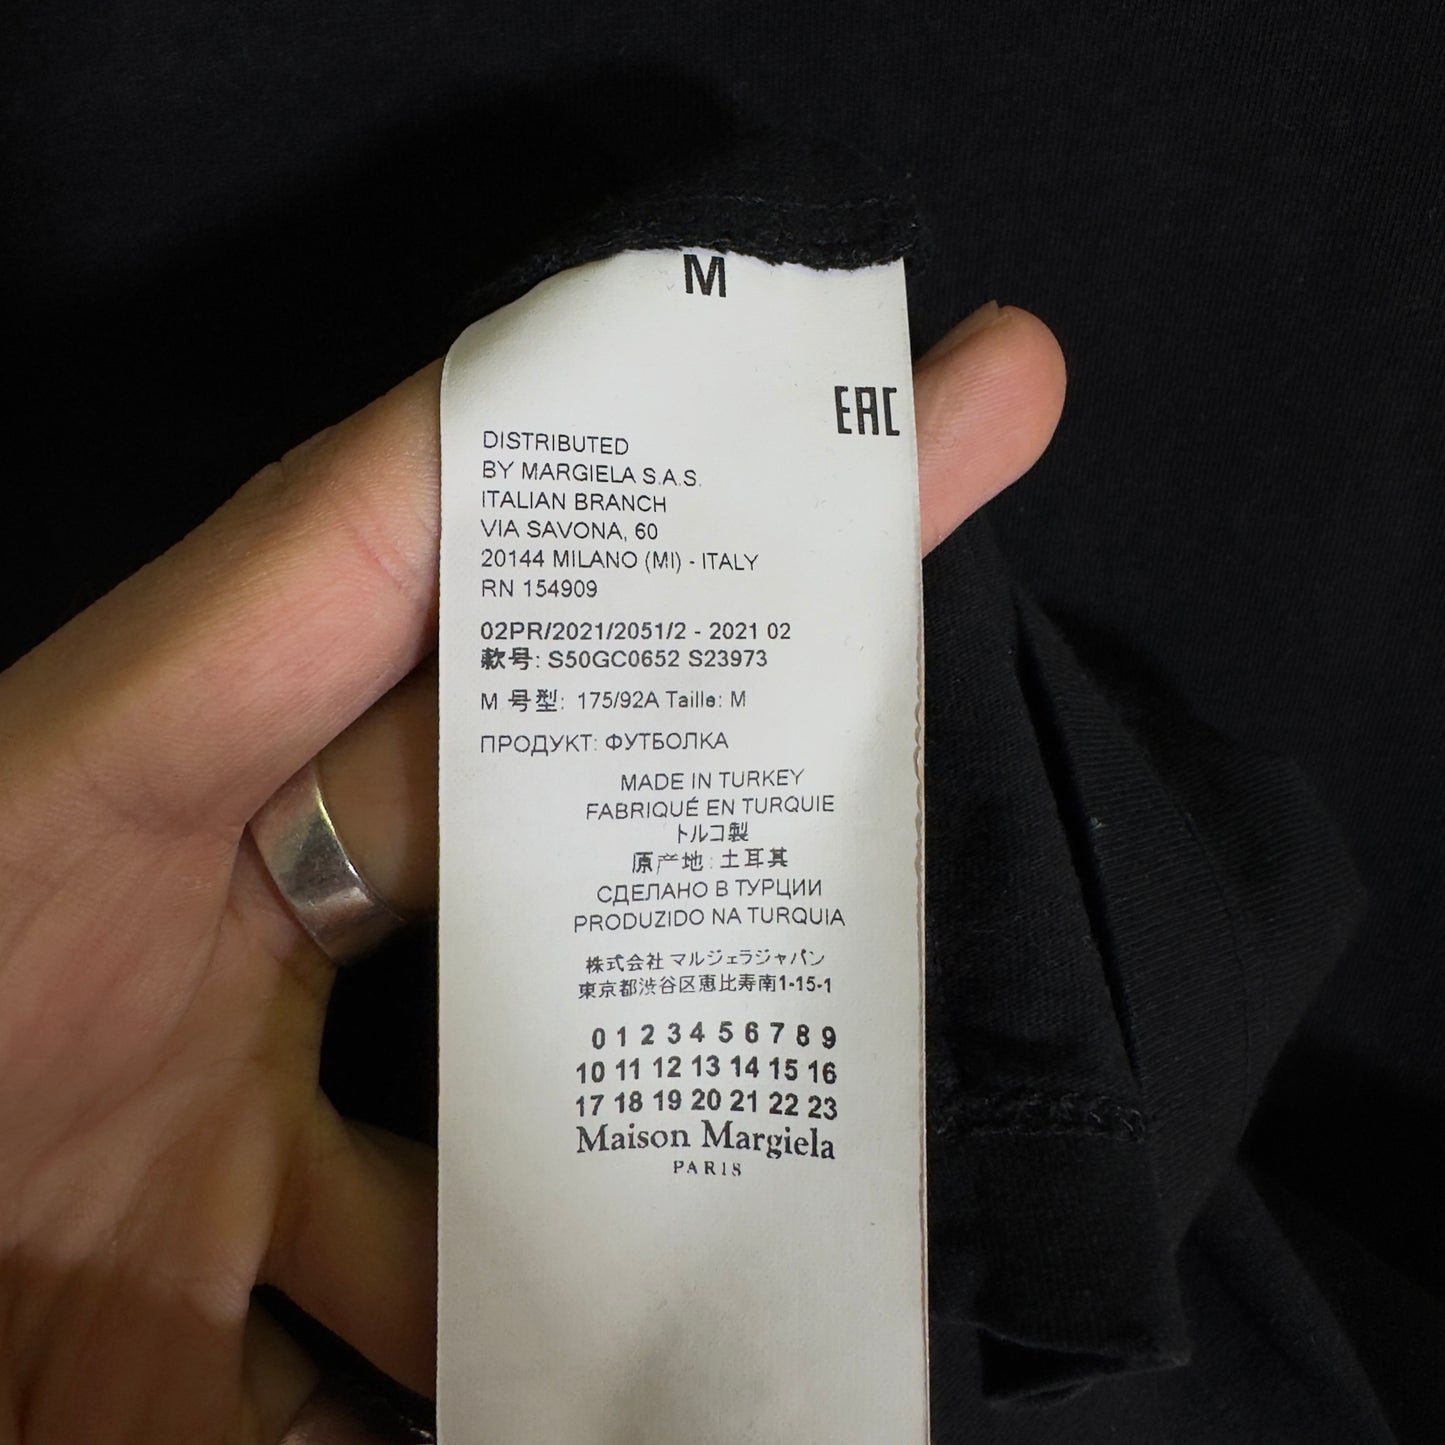 M
EAC
DISTRIBUTED
BY MARGIELA S.A.S.
ITALIAN BRANCH
VIA SAVONA, 60
20144 MILANO (MI) - ITALY
RN 154909
02PR/2021/2051/2 - 2021 02
款号: S50GC0652 S23973
M 号型: 175/92A Taille: M
ПРОДУКТ: ФУТБОЛКА
MADE IN TURKEY
FABRIQUÉ EN TURQUIE
トルコ製
原产地: 土耳其
СДЕЛАНО В ТУРЦИИ
PRODUZIDO NA TURQUIA
株式会社 マルジェラジャパン
東京都渋谷区恵比寿南1-15-1
0 1 2 3 4 5 6 7 8 9
10 11 12 13 14 15 16
17 18 19 20 21 22 23
Maison Margiela
PARIS